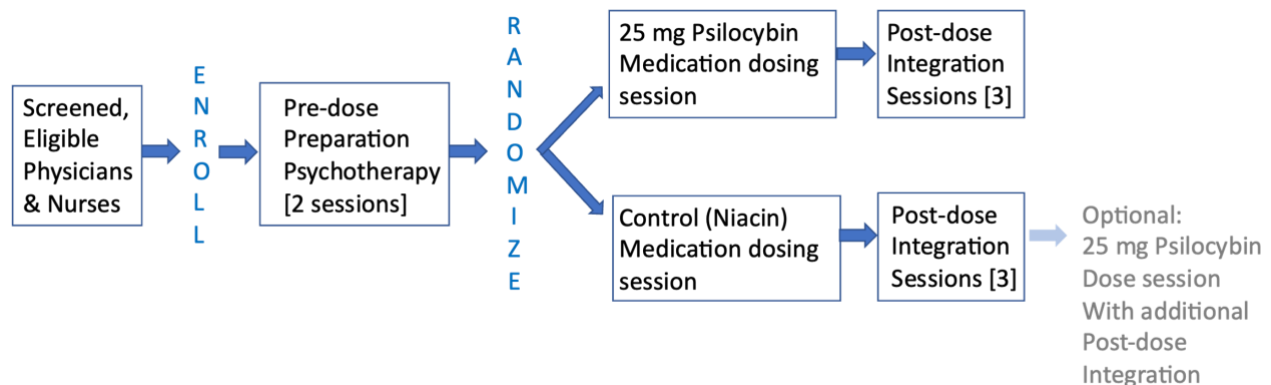 Screened,
Eligible
Physicians
& Nurses
E
N
R
O
L
L
Pre-dose
Preparation
Psychotherapy
[2 sessions]
R
A
N
D
O
M
I
Z
E
25 mg Psilocybin
Medication dosing
session
Post-dose
Integration
Sessions [3]
Control (Niacin)
Medication dosing
session
Post-dose
Integration
Sessions [3]
Optional:
25 mg Psilocybin
Dose session
With additional
Post-dose
Integration